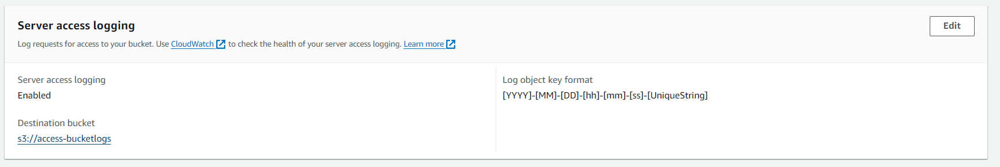 Server access logging
Edit
Log requests for access to your bucket. Use CloudWatch to check the health of your server access logging. Learn more
Server access logging
Enabled
Destination bucket
s3://access-bucketlogs
Log object key format
[YYYY]-[MM]-[DD]-[hh]-[mm]-[ss]-[UniqueString]